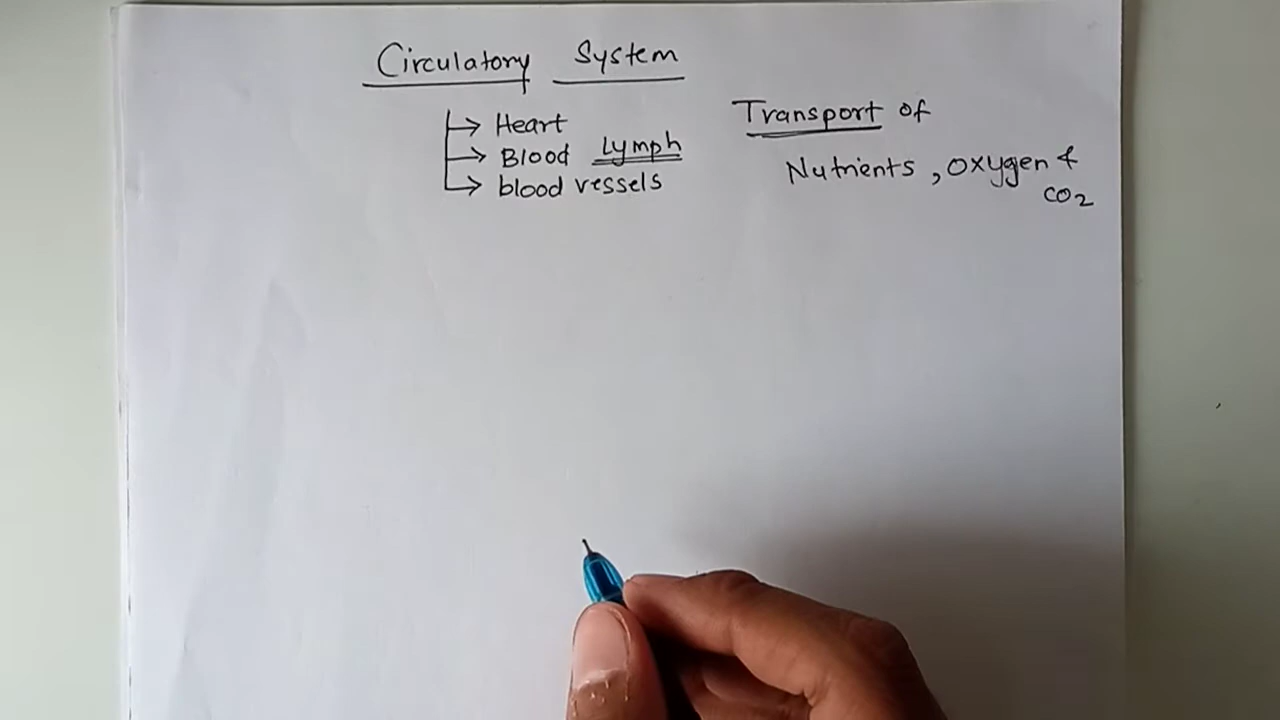 Circulatory System
Heart
Blood Lymph
blood vessels
Transport of
Nutrients, oxygen &
CO2